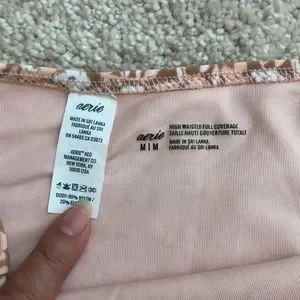 aerie
MADE IN SRI LANKA
FABRIQUÉ AU SRI
LANKA
RN 54485 CA 03873
aerie AEO
MANAGEMENT CO.
NEW YORK, NY
10036 USA
BODY-80% NYLON /
20%
aerie
M | M
HIGH WAISTED FULL COVERAGE
TAILLE HAUTE COUVERTURE TOTALE
MADE IN SRI LANKA
FABRIQUÉ AU SRI LANKA